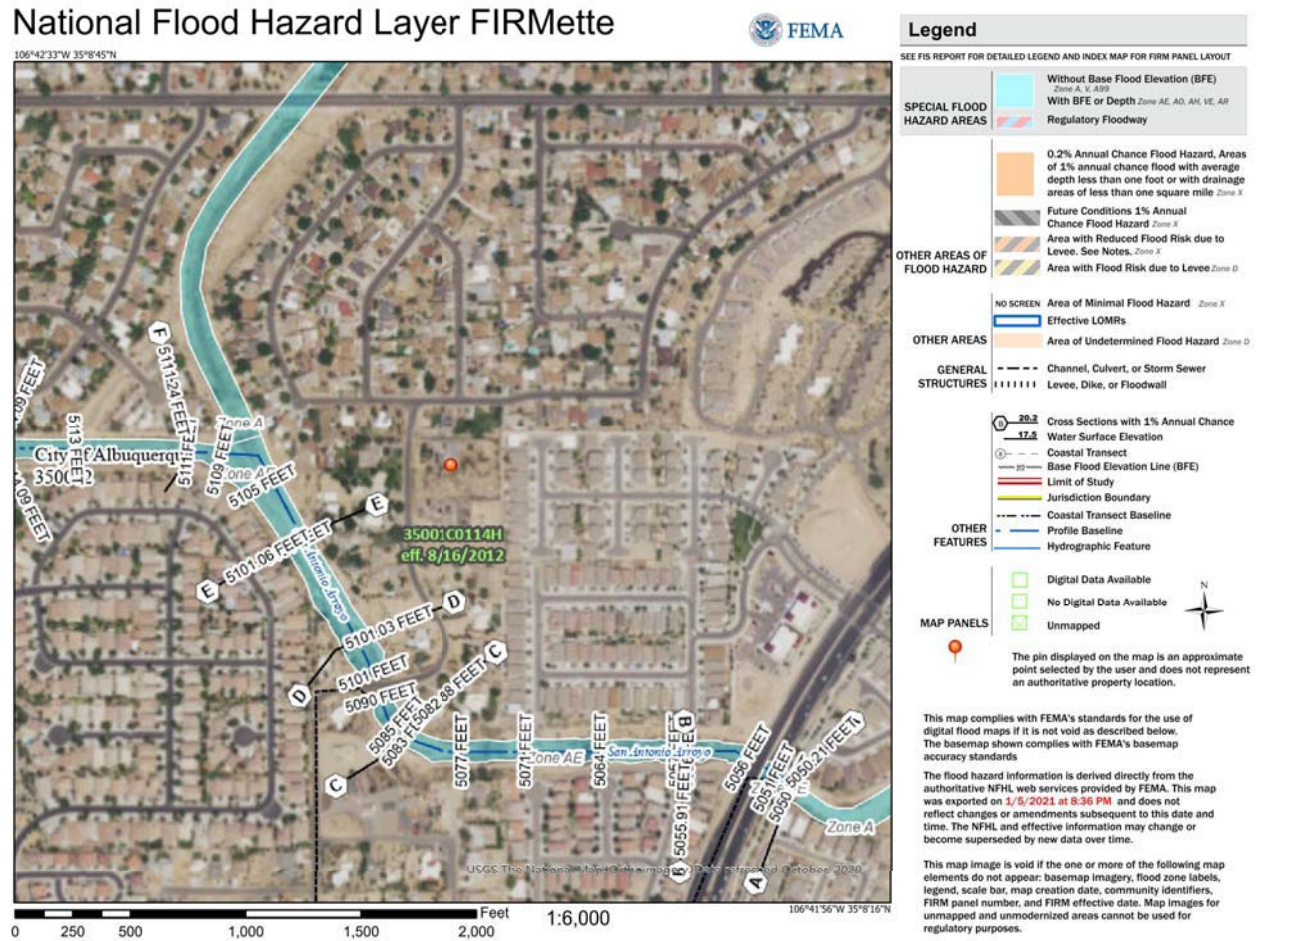 National Flood Hazard Layer FIRMette
FEMA
106°42'33"W 35°8'45"N
F
5111.24 FEET
5113 FEET
Zone A
5109 FEET
City of Albuquerque
5105 FEET
E
5101.06 FEET
E
35001C0114H
eff. 8/16/2012
D
5101.03 FEET
D
5101 FEET
5090 FEET
C
5082.88 FEET
5085 FEET
5083 F
C
5077 FEET
5071 FEET
Zone AE
5064 FEET
B
San Antonio Arroyo
5055.91 FEET
5056 FEET
5051 FEET
5050
5050.21 FEET
Zone A
A
USGS The National Map: Orthoimagery. Data refreshed October, 2020
106°41'56"W 35°8'16"N
0 250 500 1,000 1,500 2,000 Feet
1:6,000
Legend
SEE FIS REPORT FOR DETAILED LEGEND AND INDEX MAP FOR FIRM PANEL LAYOUT
SPECIAL FLOOD
HAZARD AREAS
Without Base Flood Elevation (BFE)
Zone A, V, A99
With BFE or Depth Zone AE, AO, AH, VE, AR
Regulatory Floodway
0.2% Annual Chance Flood Hazard, Areas
of 1% annual chance flood with average
depth less than one foot or with drainage
areas of less than one square mile Zone X
Future Conditions 1% Annual
Chance Flood Hazard Zone X
Area with Reduced Flood Risk due to
Levee. See Notes. Zone X
Area with Flood Risk due to Levee Zone D
OTHER AREAS OF
FLOOD HAZARD
NO SCREEN Area of Minimal Flood Hazard Zone X
Effective LOMRs
OTHER AREAS
Area of Undetermined Flood Hazard Zone D
GENERAL
STRUCTURES
Channel, Culvert, or Storm Sewer
Levee, Dike, or Floodwall
B 20.2 Cross Sections with 1% Annual Chance
17.5 Water Surface Elevation
Coastal Transect
Base Flood Elevation Line (BFE)
Limit of Study
Jurisdiction Boundary
Coastal Transect Baseline
OTHER
FEATURES
Profile Baseline
Hydrographic Feature
Digital Data Available
No Digital Data Available
Unmapped
MAP PANELS
N
The pin displayed on the map is an approximate
point selected by the user and does not represent
an authoritative property location.
This map complies with FEMA's standards for the use of
digital flood maps if it is not void as described below.
The basemap shown complies with FEMA's basemap
accuracy standards
The flood hazard information is derived directly from the
authoritative NFHL web services provided by FEMA. This map
was exported on 1/5/2021 at 8:36 PM and does not
reflect changes or amendments subsequent to this date and
time. The NFHL and effective information may change or
become superseded by new data over time.
This map image is void if the one or more of the following map
elements do not appear: basemap imagery, flood zone labels,
legend, scale bar, map creation date, community identifiers,
FIRM panel number, and FIRM effective date. Map images for
unmapped and unmodernized areas cannot be used for
regulatory purposes.